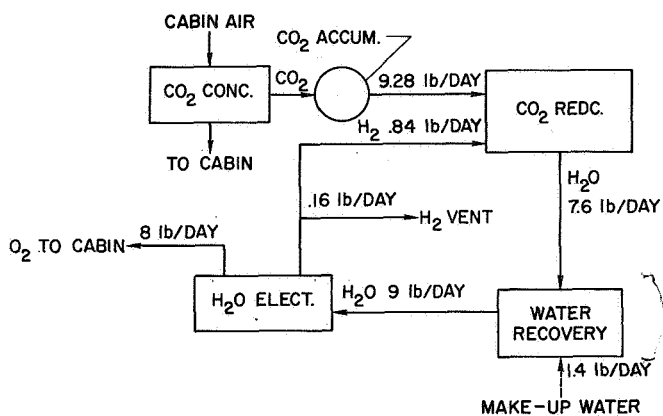 CABIN AIR
CO₂ ACCUM.
CO₂ CONC.
CO₂
9.28 lb/DAY
CO₂ REDC.
H₂ .84 lb/DAY
TO CABIN
H₂O
7.6 lb/DAY
.16 lb/DAY
H₂ VENT
O₂ TO CABIN
8 lb/DAY
H₂O ELECT.
H₂O 9 lb/DAY
WATER
RECOVERY
1.4 lb/DAY
MAKE-UP WATER